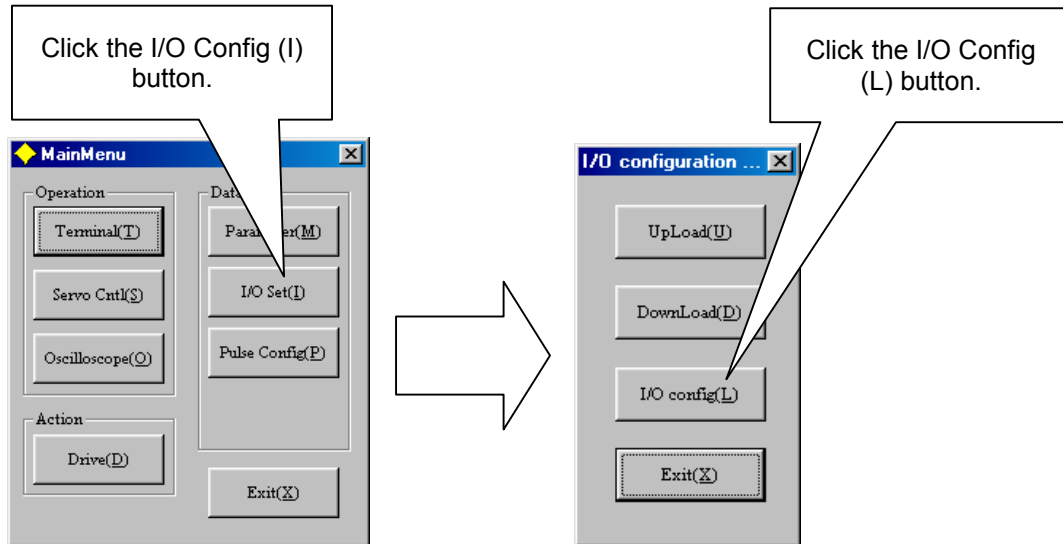 Click the I/O Config (I)
button.
Click the I/O Config
(L) button.
MainMenu
Operation
Terminal(T)
Servo Cntl(S)
Oscilloscope(O)
Action
Drive(D)
Data
I/O Set(I)
Pulse Config(P)
Exit(X)
I/O configuration ...
UpLoad(U)
DownLoad(D)
I/O config(L)
Exit(X)